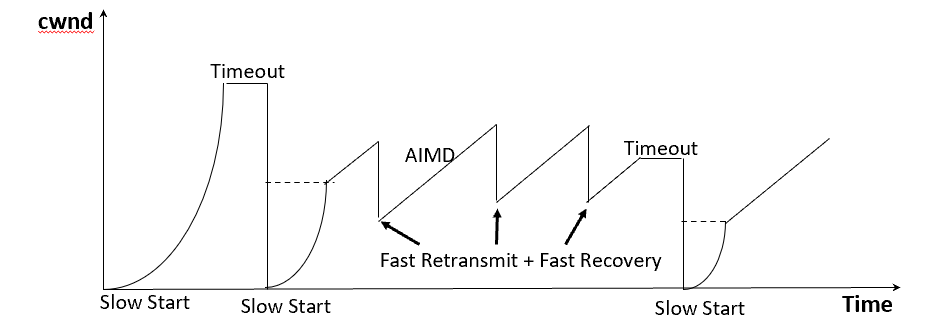 cwnd
Timeout
AIMD
Timeout
Fast Retransmit + Fast Recovery
Slow Start
Slow Start
Slow Start
Time